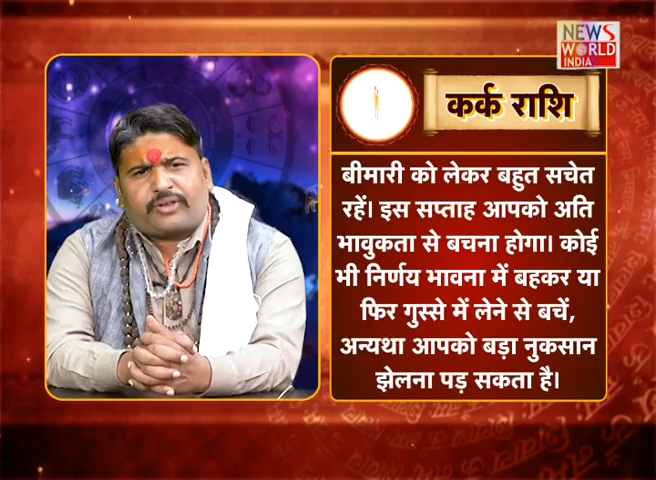 NEWS
WORLD
INDIA
कर्क राशि
बीमारी को लेकर बहुत सचेत
रहें। इस सप्ताह आपको अति
भावुकता से बचना होगा। कोई
भी निर्णय भावना में बहकर या
फिर गुस्से में लेने से बचें,
अन्यथा आपको बड़ा नुकसान
झेलना पड़ सकता है।